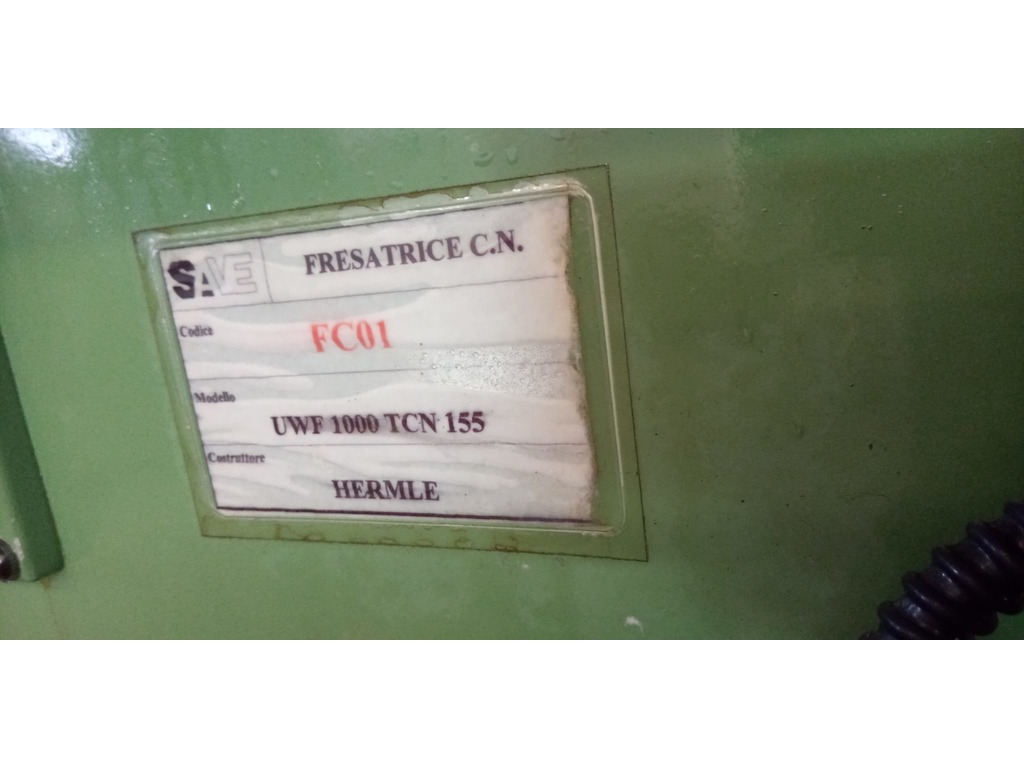 SAVE FRESATRICE C.N.
Codice
FC01
Modello
UWF 1000 TCN 155
Costruttore
HERMLE